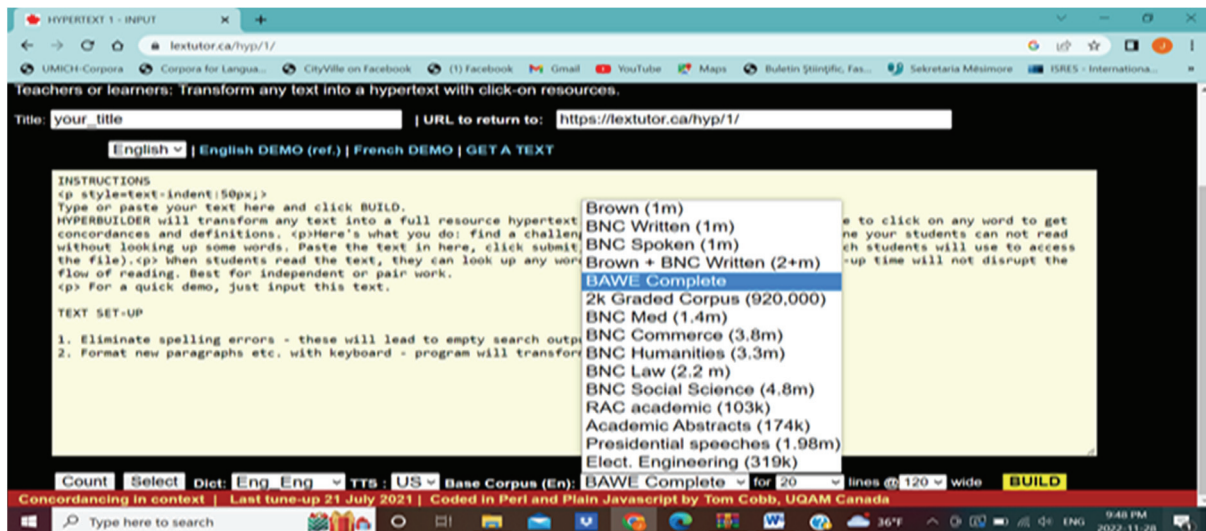 HYPERTEXT 1 - INPUT
lextutor.ca/hyp/1/
UMICH-Corpora Corpora for Langua... CityVille on Facebook (1) Facebook Gmail YouTube Maps Buletin Științific, Fas... Sekretaria Mësimore ISRES - Internationa...
Teachers or learners: Transform any text into a hypertext with click-on resources.
Title: your_title | URL to return to: https://lextutor.ca/hyp/1/
English | English DEMO (ref.) | French DEMO | GET A TEXT
INSTRUCTIONS
<p style=text-indent:50px;>
Type or paste your text here and click BUILD.
HYPERBUILDER will transform any text into a full resource hypertext e to click on any word to get
concordances and definitions. <p>Here's what you do: find a challen ne your students can not read
without looking up some words. Paste the text in here, click submit ch students will use to access
the file).<p> When students read the text, they can look up any wor -up time will not disrupt the
flow of reading. Best for independent or pair work.
<p> For a quick demo, just input this text.
TEXT SET-UP
1. Eliminate spelling errors - these will lead to empty search outp
2. Format new paragraphs etc. with keyboard - program will transfor
Brown (1m)
BNC Written (1m)
BNC Spoken (1m)
Brown + BNC Written (2+m)
BAWE Complete
2k Graded Corpus (920,000)
BNC Med (1.4m)
BNC Commerce (3.8m)
BNC Humanities (3.3m)
BNC Law (2.2 m)
BNC Social Science (4.8m)
RAC academic (103k)
Academic Abstracts (174k)
Presidential speeches (1.98m)
Elect. Engineering (319k)
Count Select Dict: Eng_Eng TTS : US Base Corpus (En): BAWE Complete for 20 lines @ 120 wide BUILD
Concordancing in context | Last tune-up 21 July 2021 | Coded in Perl and Plain Javascript by Tom Cobb, UQAM Canada
Type here to search 36°F ENG 9:48 PM
2022-11-28